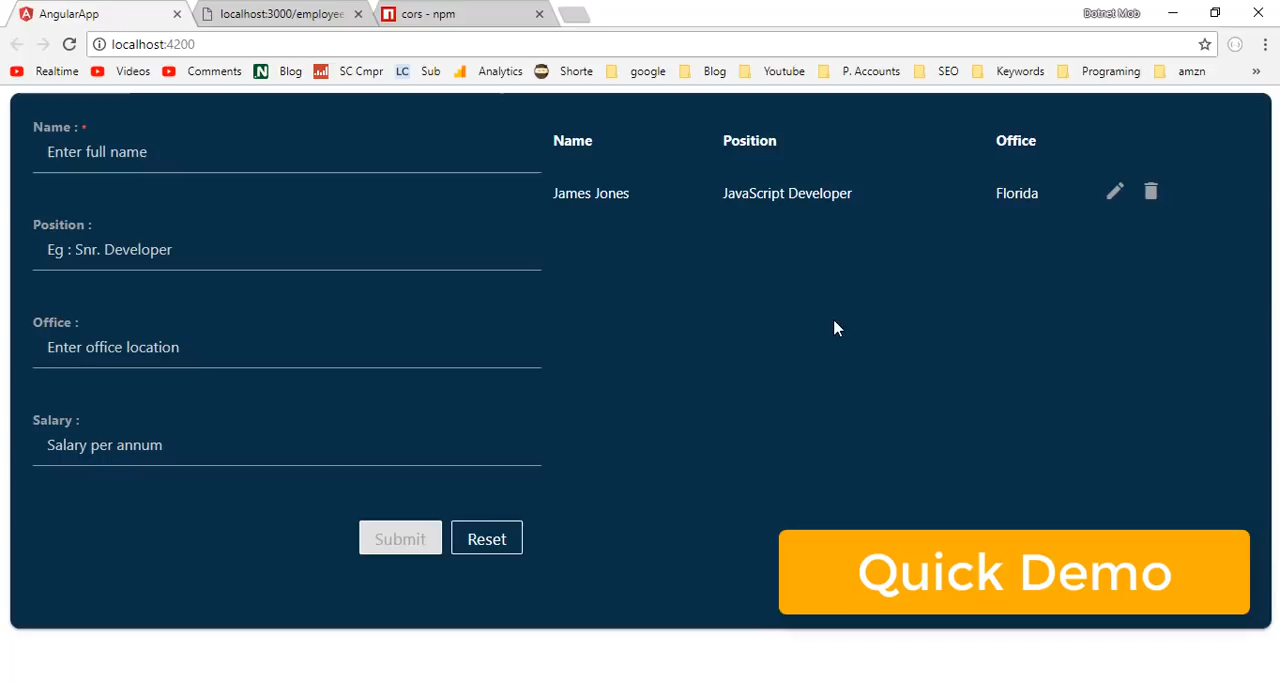 AngularApp
localhost:3000/employee
cors - npm
Dotnet Mob
localhost:4200
Realtime Videos Comments Blog SC Cmpr LC Sub Analytics Shorte google Blog Youtube P. Accounts SEO Keywords Programing amzn »
Name : *
Enter full name
Position :
Eg : Snr. Developer
Office :
Enter office location
Salary :
Salary per annum
Submit Reset
Name Position Office
James Jones JavaScript Developer Florida
Quick Demo